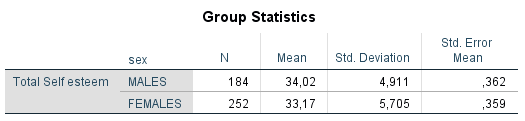 Group Statistics
sex N Mean Std. Deviation Std. Error Mean
Total Self esteem MALES 184 34,02 4,911 ,362
FEMALES 252 33,17 5,705 ,359